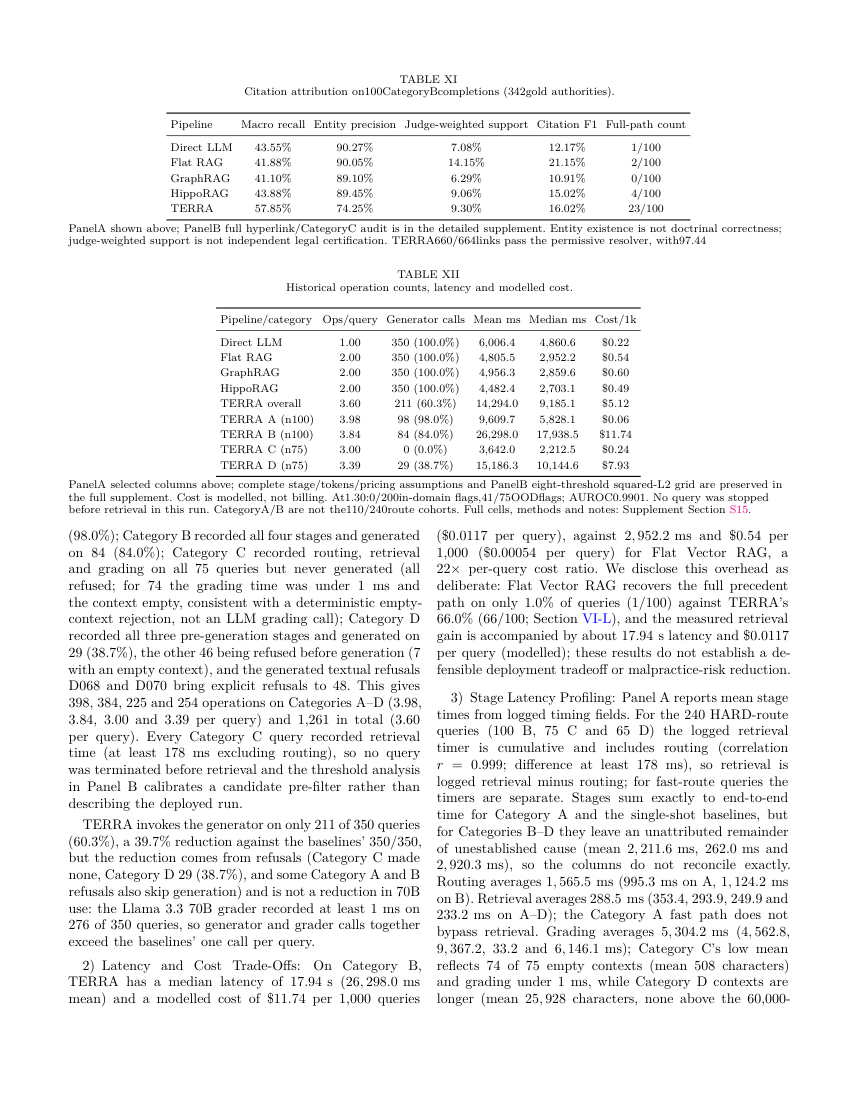 TABLE XI
Citation attribution on100CategoryBcompletions (342gold authorities).
Pipeline Macro recall Entity precision Judge-weighted support Citation F1 Full-path count
Direct LLM 43.55% 90.27% 7.08% 12.17% 1/100
Flat RAG 41.88% 90.05% 14.15% 21.15% 2/100
GraphRAG 41.10% 89.10% 6.29% 10.91% 0/100
HippoRAG 43.88% 89.45% 9.06% 15.02% 4/100
TERRA 57.85% 74.25% 9.30% 16.02% 23/100
PanelA shown above; PanelB full hyperlink/CategoryC audit is in the detailed supplement. Entity existence is not doctrinal correctness;
judge-weighted support is not independent legal certification. TERRA660/664links pass the permissive resolver, with97.44
TABLE XII
Historical operation counts, latency and modelled cost.
Pipeline/category Ops/query Generator calls Mean ms Median ms Cost/1k
Direct LLM 1.00 350 (100.0%) 6,006.4 4,860.6 $0.22
Flat RAG 2.00 350 (100.0%) 4,805.5 2,952.2 $0.54
GraphRAG 2.00 350 (100.0%) 4,956.3 2,859.6 $0.60
HippoRAG 2.00 350 (100.0%) 4,482.4 2,703.1 $0.49
TERRA overall 3.60 211 (60.3%) 14,294.0 9,185.1 $5.12
TERRA A (n100) 3.98 98 (98.0%) 9,609.7 5,828.1 $0.06
TERRA B (n100) 3.84 84 (84.0%) 26,298.0 17,938.5 $11.74
TERRA C (n75) 3.00 0 (0.0%) 3,642.0 2,212.5 $0.24
TERRA D (n75) 3.39 29 (38.7%) 15,186.3 10,144.6 $7.93
PanelA selected columns above; complete stage/tokens/pricing assumptions and PanelB eight-threshold squared-L2 grid are preserved in
the full supplement. Cost is modelled, not billing. At1.30:0/200in-domain flags,41/75OODflags; AUROC0.9901. No query was stopped
before retrieval in this run. CategoryA/B are not the110/240route cohorts. Full cells, methods and notes: Supplement Section S15.
(98.0%); Category B recorded all four stages and generated
on 84 (84.0%); Category C recorded routing, retrieval
and grading on all 75 queries but never generated (all
refused; for 74 the grading time was under 1 ms and
the context empty, consistent with a deterministic empty-
context rejection, not an LLM grading call); Category D
recorded all three pre-generation stages and generated on
29 (38.7%), the other 46 being refused before generation (7
with an empty context), and the generated textual refusals
D068 and D070 bring explicit refusals to 48. This gives
398, 384, 225 and 254 operations on Categories A–D (3.98,
3.84, 3.00 and 3.39 per query) and 1,261 in total (3.60
per query). Every Category C query recorded retrieval
time (at least 178 ms excluding routing), so no query
was terminated before retrieval and the threshold analysis
in Panel B calibrates a candidate pre-filter rather than
describing the deployed run.
TERRA invokes the generator on only 211 of 350 queries
(60.3%), a 39.7% reduction against the baselines' 350/350,
but the reduction comes from refusals (Category C made
none, Category D 29 (38.7%), and some Category A and B
refusals also skip generation) and is not a reduction in 70B
use: the Llama 3.3 70B grader recorded at least 1 ms on
276 of 350 queries, so generator and grader calls together
exceed the baselines' one call per query.
2) Latency and Cost Trade-Offs: On Category B,
TERRA has a median latency of 17.94 s (26,298.0 ms
mean) and a modelled cost of $11.74 per 1,000 queries
($0.0117 per query), against 2,952.2 ms and $0.54 per
1,000 ($0.00054 per query) for Flat Vector RAG, a
22× per-query cost ratio. We disclose this overhead as
deliberate: Flat Vector RAG recovers the full precedent
path on only 1.0% of queries (1/100) against TERRA's
66.0% (66/100; Section VI-L), and the measured retrieval
gain is accompanied by about 17.94 s latency and $0.0117
per query (modelled); these results do not establish a de-
fensible deployment tradeoff or malpractice-risk reduction.
3) Stage Latency Profiling: Panel A reports mean stage
times from logged timing fields. For the 240 HARD-route
queries (100 B, 75 C and 65 D) the logged retrieval
timer is cumulative and includes routing (correlation
r = 0.999; difference at least 178 ms), so retrieval is
logged retrieval minus routing; for fast-route queries the
timers are separate. Stages sum exactly to end-to-end
time for Category A and the single-shot baselines, but
for Categories B–D they leave an unattributed remainder
of unestablished cause (mean 2,211.6, 262.0 ms and
2,920.3 ms), so the columns do not reconcile exactly.
Routing averages 1,565.5 ms (995.3 ms on A, 1,124.2 ms
on B). Retrieval averages 288.5 ms (353.4, 293.9, 249.9 and
233.2 ms on A–D); the Category A fast path does not
bypass retrieval. Grading averages 5,304.2 ms (4,562.8,
9,367.2, 33.2 and 6,146.1 ms); Category C's low mean
reflects 74 of 75 empty contexts (mean 508 characters)
and grading under 1 ms, while Category D contexts are
longer (mean 25,928 characters, none above the 60,000-